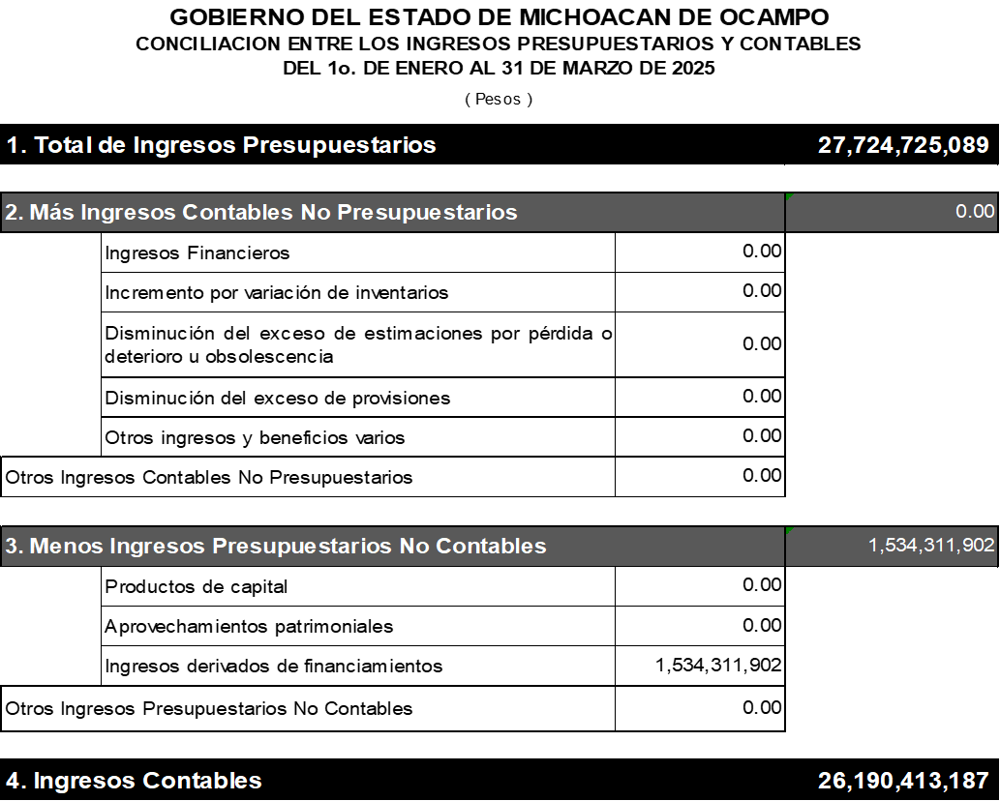 GOBIERNO DEL ESTADO DE MICHOACAN DE OCAMPO
CONCILIACION ENTRE LOS INGRESOS PRESUPUESTARIOS Y CONTABLES
DEL 1o. DE ENERO AL 31 DE MARZO DE 2025
( Pesos )
1. Total de Ingresos Presupuestarios 27,724,725,089
2. Más Ingresos Contables No Presupuestarios 0.00
Ingresos Financieros 0.00
Incremento por variación de inventarios 0.00
Disminución del exceso de estimaciones por pérdida o
deterioro u obsolescencia 0.00
Disminución del exceso de provisiones 0.00
Otros ingresos y beneficios varios 0.00
Otros Ingresos Contables No Presupuestarios 0.00
3. Menos Ingresos Presupuestarios No Contables 1,534,311,902
Productos de capital 0.00
Aprovechamientos patrimoniales 0.00
Ingresos derivados de financiamientos 1,534,311,902
Otros Ingresos Presupuestarios No Contables 0.00
4. Ingresos Contables 26,190,413,187